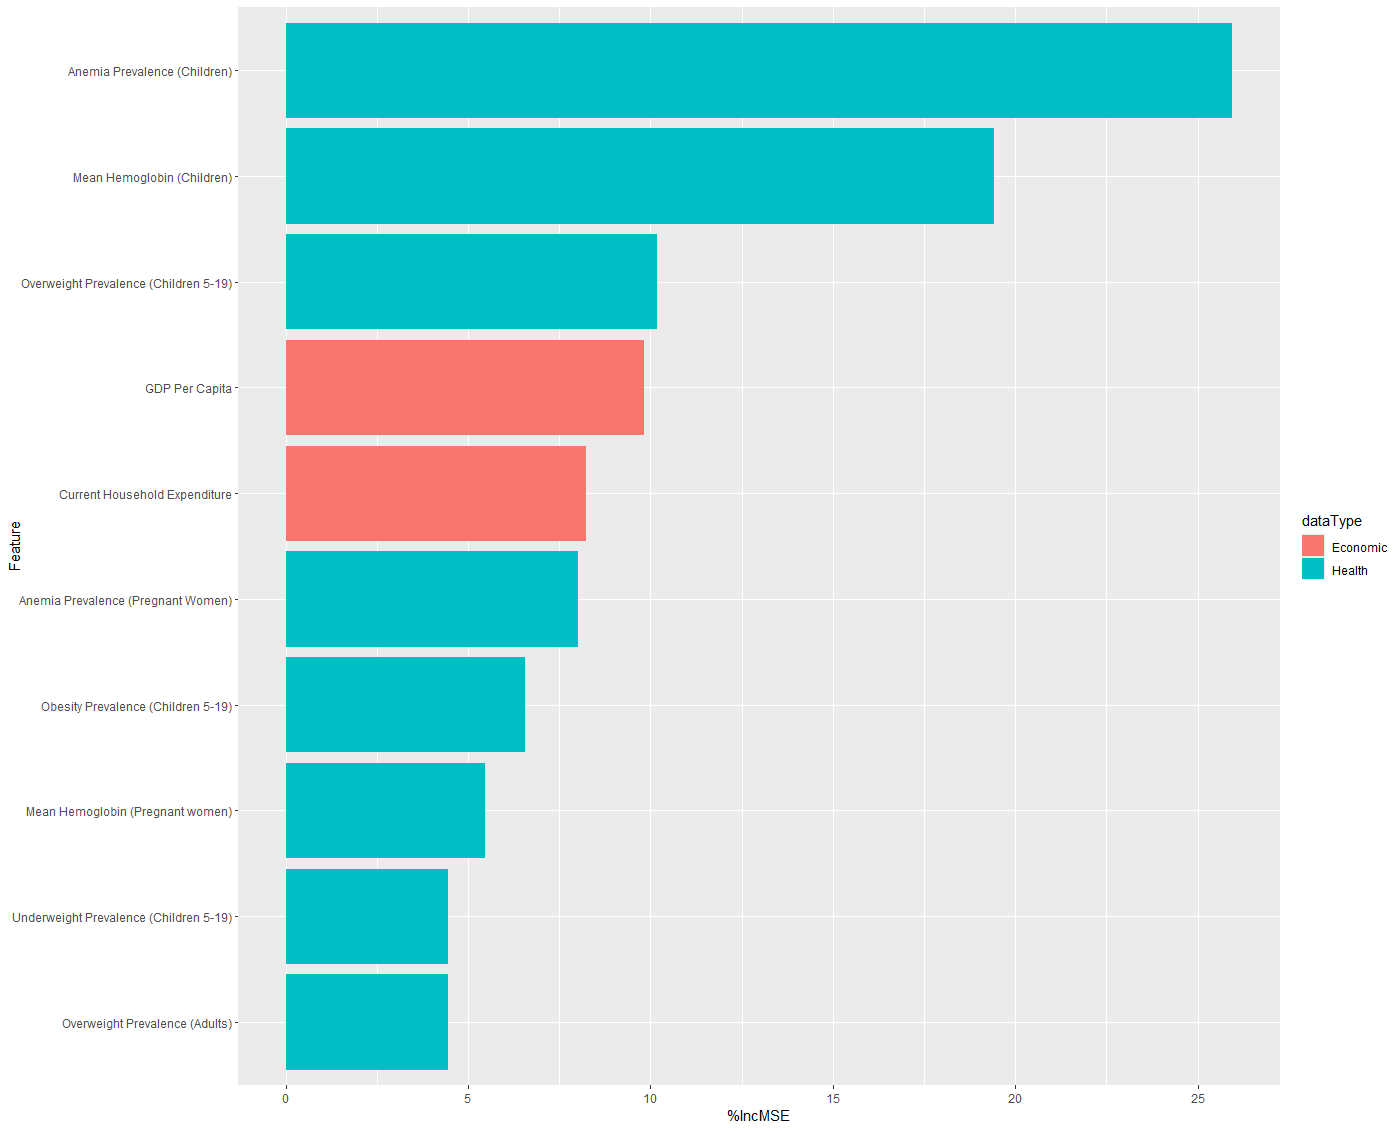 Anemia Prevalence (Children)
Mean Hemoglobin (Children)
Overweight Prevalence (Children 5-19)
GDP Per Capita
Current Household Expenditure
Anemia Prevalence (Pregnant Women)
Obesity Prevalence (Children 5-19)
Mean Hemoglobin (Pregnant women)
Underweight Prevalence (Children 5-19)
Overweight Prevalence (Adults)
Feature
0 5 10 15 20 25
%IncMSE
dataType
Economic
Health